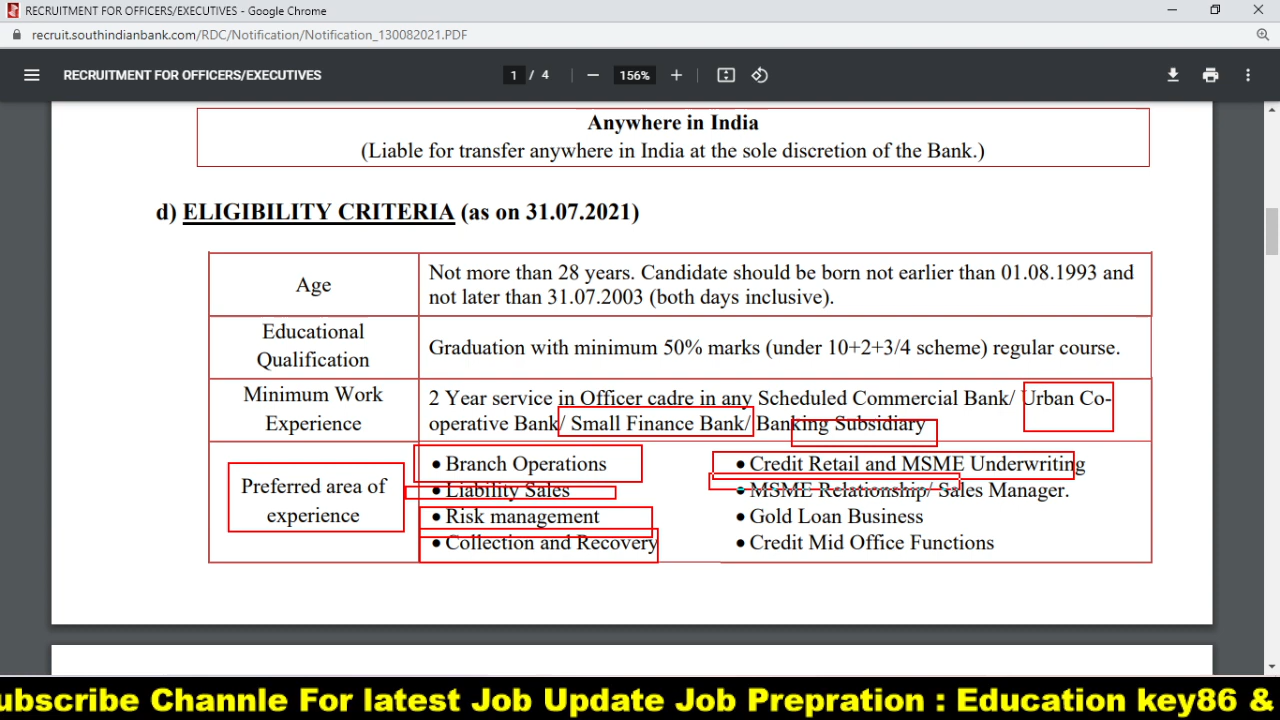 RECRUITMENT FOR OFFICERS/EXECUTIVES - Google Chrome
recruit.southindianbank.com/RDC/Notification/Notification_130082021.PDF
RECRUITMENT FOR OFFICERS/EXECUTIVES 1 / 4 156%
Anywhere in India
(Liable for transfer anywhere in India at the sole discretion of the Bank.)
d) ELIGIBILITY CRITERIA (as on 31.07.2021)
Age
Not more than 28 years. Candidate should be born not earlier than 01.08.1993 and
not later than 31.07.2003 (both days inclusive).
Educational
Qualification
Graduation with minimum 50% marks (under 10+2+3/4 scheme) regular course.
Minimum Work
Experience
2 Year service in Officer cadre in any Scheduled Commercial Bank/ Urban Co-
operative Bank/ Small Finance Bank/ Banking Subsidiary
Preferred area of
experience
• Branch Operations
• Liability Sales
• Risk management
• Collection and Recovery
• Credit Retail and MSME Underwriting
• MSME Relationship/ Sales Manager.
• Gold Loan Business
• Credit Mid Office Functions
ubscribe Channle For latest Job Update Job Prepration : Education key86 &